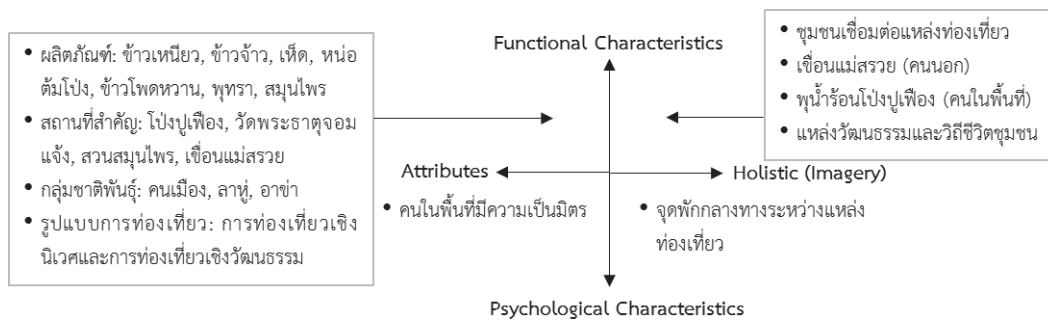 Functional Characteristics
• ผลิตภัณฑ์: ข้าวเหนียว, ข้าวจ้าว, เห็ด, หน่อ
ต้มโป่ง, ข้าวโพดหวาน, พุทรา, สมุนไพร
• สถานที่สำคัญ: โป่งปูเฟือง, วัดพระธาตุจอม
แจ้ง, สวนสมุนไพร, เขื่อนแม่สรวย
• กลุ่มชาติพันธุ์: คนเมือง, ลาหู่, อาข่า
• รูปแบบการท่องเที่ยว: การท่องเที่ยวเชิง
นิเวศและการท่องเที่ยวเชิงวัฒนธรรม
• ชุมชนเชื่อมต่อแหล่งท่องเที่ยว
• เขื่อนแม่สรวย (คนนอก)
• พุน้ำร้อนโป่งปูเฟือง (คนในพื้นที่)
• แหล่งวัฒนธรรมและวิถีชีวิตชุมชน
Attributes
Holistic (Imagery)
• คนในพื้นที่มีความเป็นมิตร
• จุดพักกลางทางระหว่างแหล่ง
ท่องเที่ยว
Psychological Characteristics